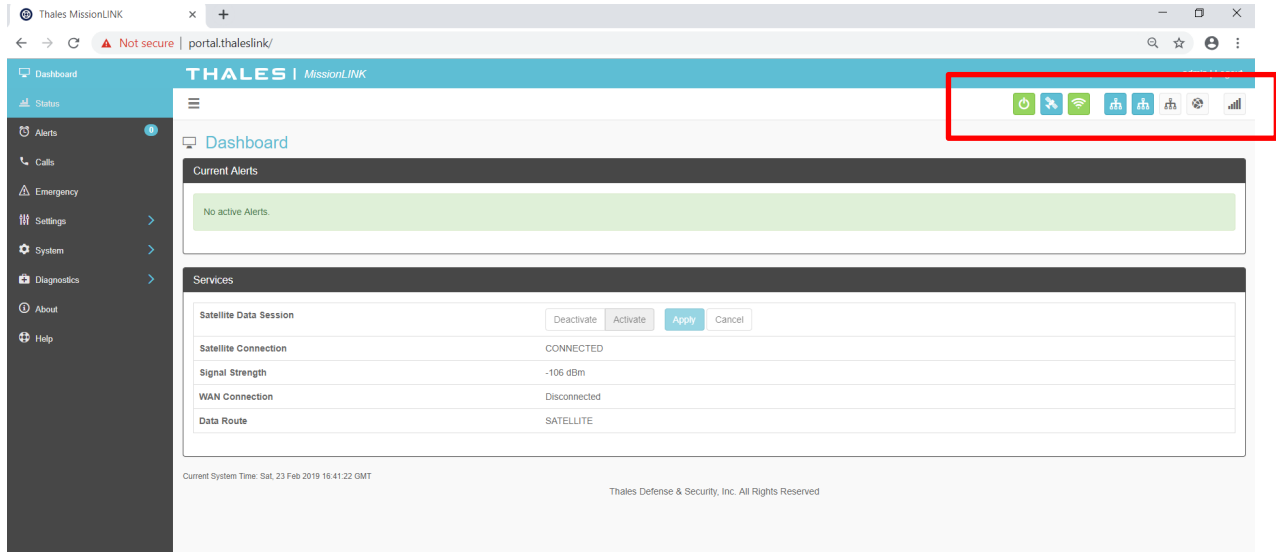 Thales MissionLINK
Not secure | portal.thaleslink/
Dashboard
THALES | MissionLINK
Status
Alerts 0
Dashboard
Calls
Current Alerts
Emergency
No active Alerts.
Settings
System
Diagnostics
Services
About
Satellite Data Session Deactivate Activate Apply Cancel
Help
Satellite Connection CONNECTED
Signal Strength -106 dBm
WAN Connection Disconnected
Data Route SATELLITE
Current System Time: Sat, 23 Feb 2019 16:41:22 GMT
Thales Defense & Security, Inc. All Rights Reserved